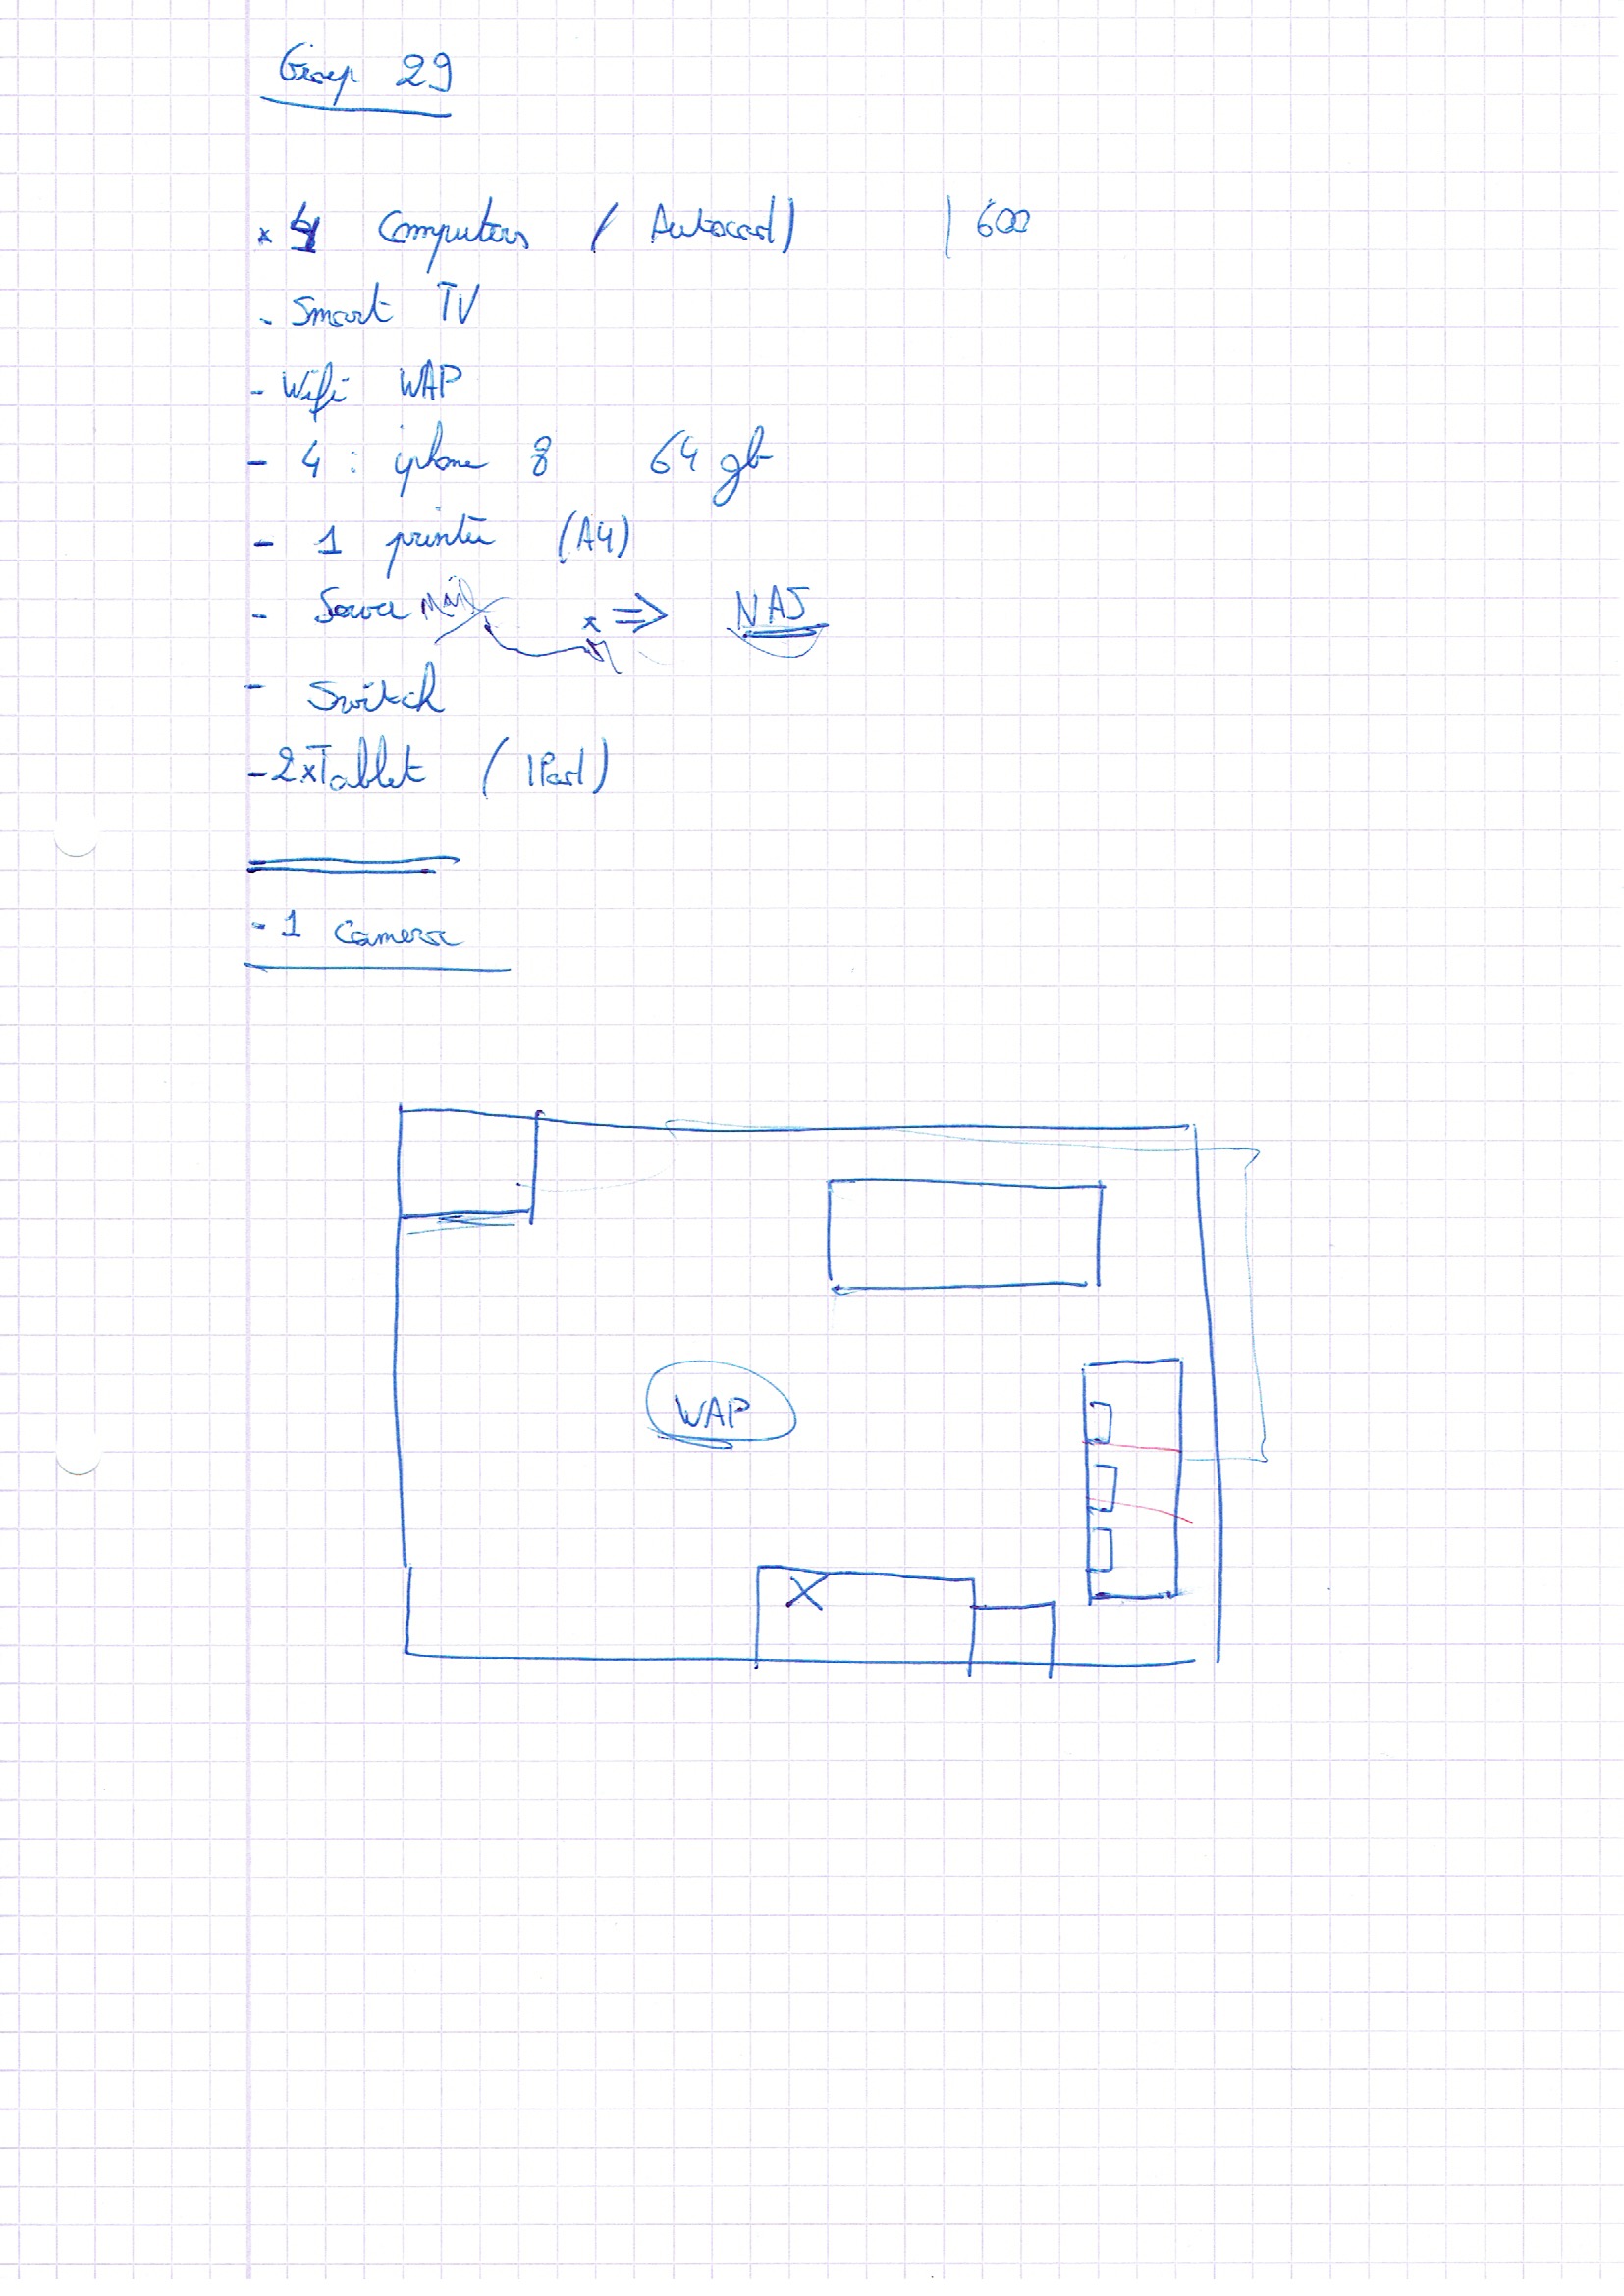 Groep 29
x 4 Computers ( Autocad) | 600
- Smart TV
- Wifi WAP
- 4 : iphone 8 64 gb
- 1 printer (A4)
- Server Mail x => NAS
- Switch
- 2xTablet ( IPad)
- 1 Camera
WAP
X